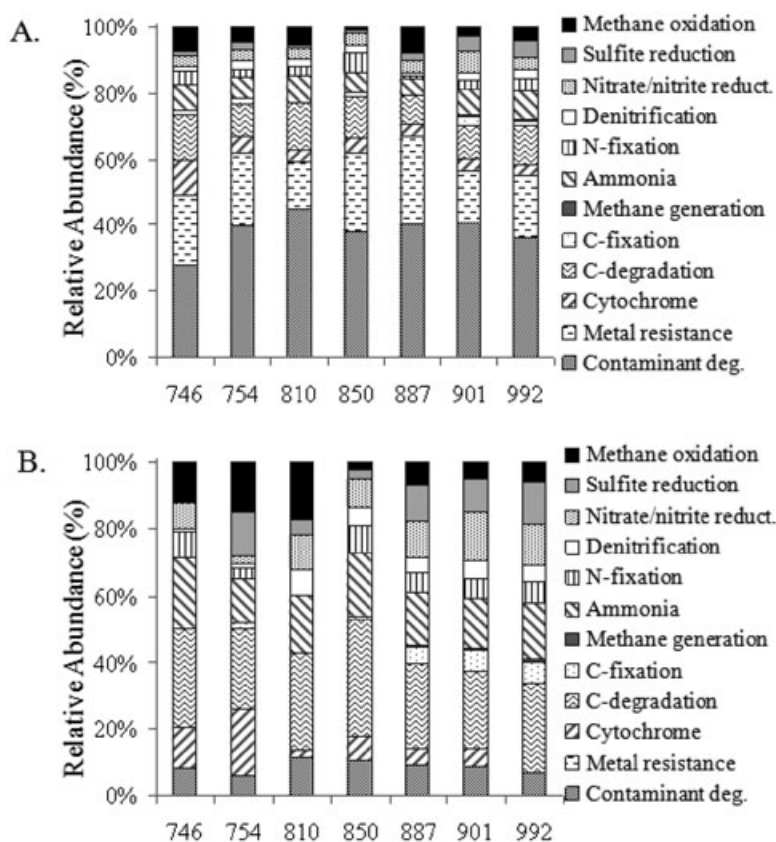 A.
Relative Abundance (%)
100%
80%
60%
40%
20%
0%
746 754 810 850 887 901 992
Methane oxidation
Sulfite reduction
Nitrate/nitrite reduct.
Denitrification
N-fixation
Ammonia
Methane generation
C-fixation
C-degradation
Cytochrome
Metal resistance
Contaminant deg.
B.
Relative Abundance (%)
100%
80%
60%
40%
20%
0%
746 754 810 850 887 901 992
Methane oxidation
Sulfite reduction
Nitrate/nitrite reduct.
Denitrification
N-fixation
Ammonia
Methane generation
C-fixation
C-degradation
Cytochrome
Metal resistance
Contaminant deg.